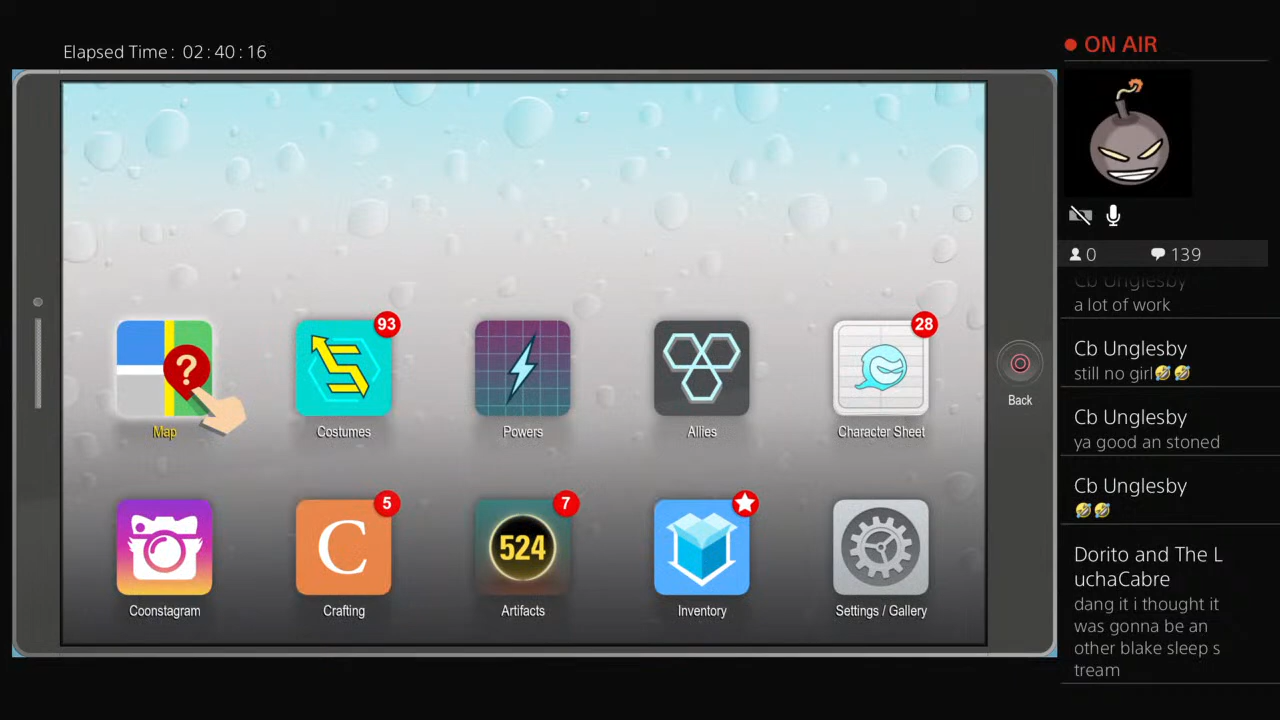 Elapsed Time: 02:40:16
ON AIR
0 139
Cb Unglesby
a lot of work
Cb Unglesby
still no girl🤣🤣
Cb Unglesby
ya good an stoned
Cb Unglesby
🤣🤣
Dorito and The L
uchaCabre
dang it i thought it
was gonna be an
other blake sleep s
tream
?
93
28
Map
Costumes
Powers
Allies
Character Sheet
Back
5
7
C
524
Coonstagram
Crafting
Artifacts
Inventory
Settings / Gallery